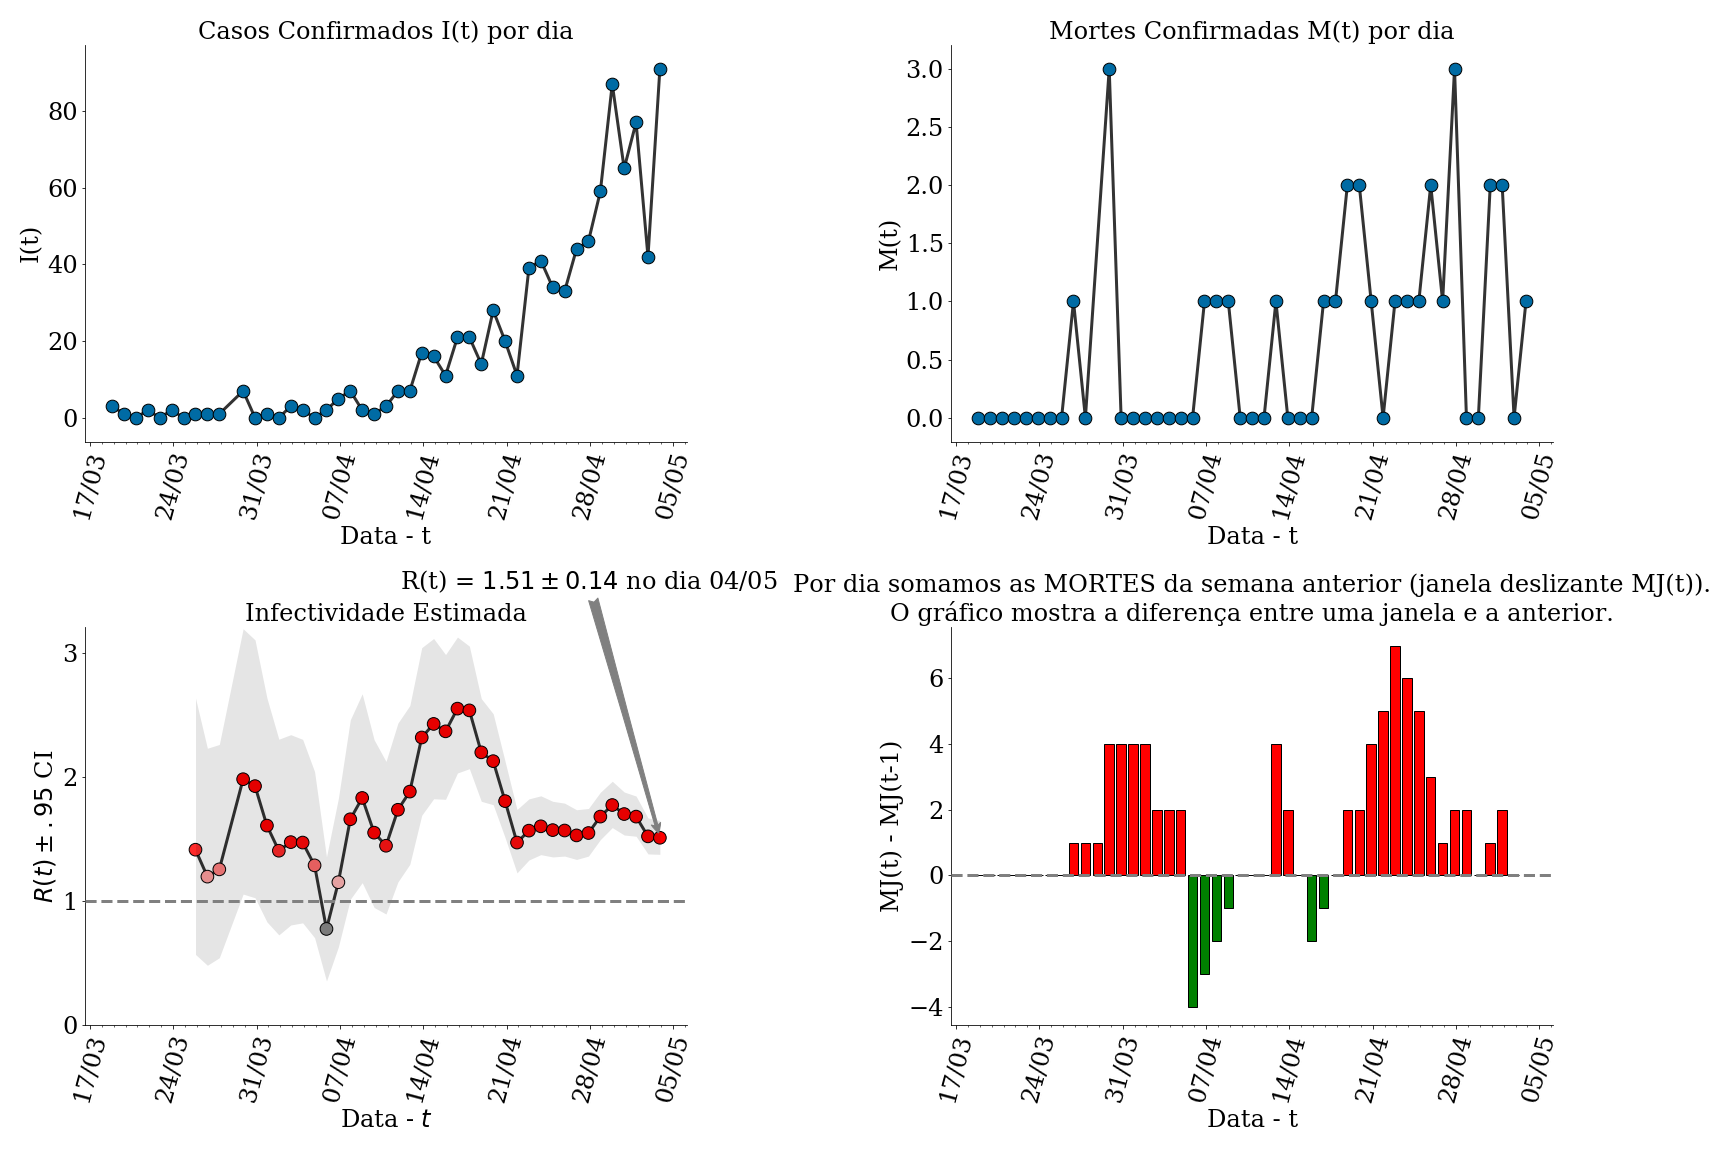 Casos Confirmados I(t) por dia
I(t)
80
60
40
20
0
17/03 24/03 31/03 07/04 14/04 21/04 28/04 05/05
Data - t
Mortes Confirmadas M(t) por dia
M(t)
3.0
2.5
2.0
1.5
1.0
0.5
0.0
17/03 24/03 31/03 07/04 14/04 21/04 28/04 05/05
Data - t
R(t) = 1.51 ± 0.14 no dia 04/05
Infectividade Estimada
R(t) ± .95 CI
3
2
1
0
17/03 24/03 31/03 07/04 14/04 21/04 28/04 05/05
Data - t
Por dia somamos as MORTES da semana anterior (janela deslizante MJ(t)).
O gráfico mostra a diferença entre uma janela e a anterior.
MJ(t) - MJ(t-1)
6
4
2
0
−2
−4
17/03 24/03 31/03 07/04 14/04 21/04 28/04 05/05
Data - t